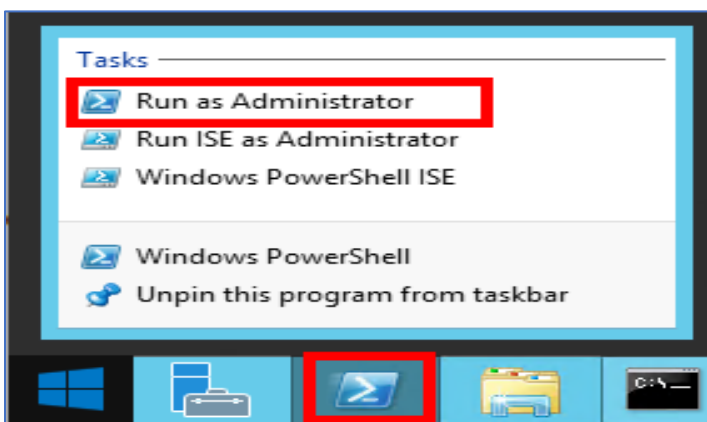 Tasks
Run as Administrator
Run ISE as Administrator
Windows PowerShell ISE
Windows PowerShell
Unpin this program from taskbar
C:\